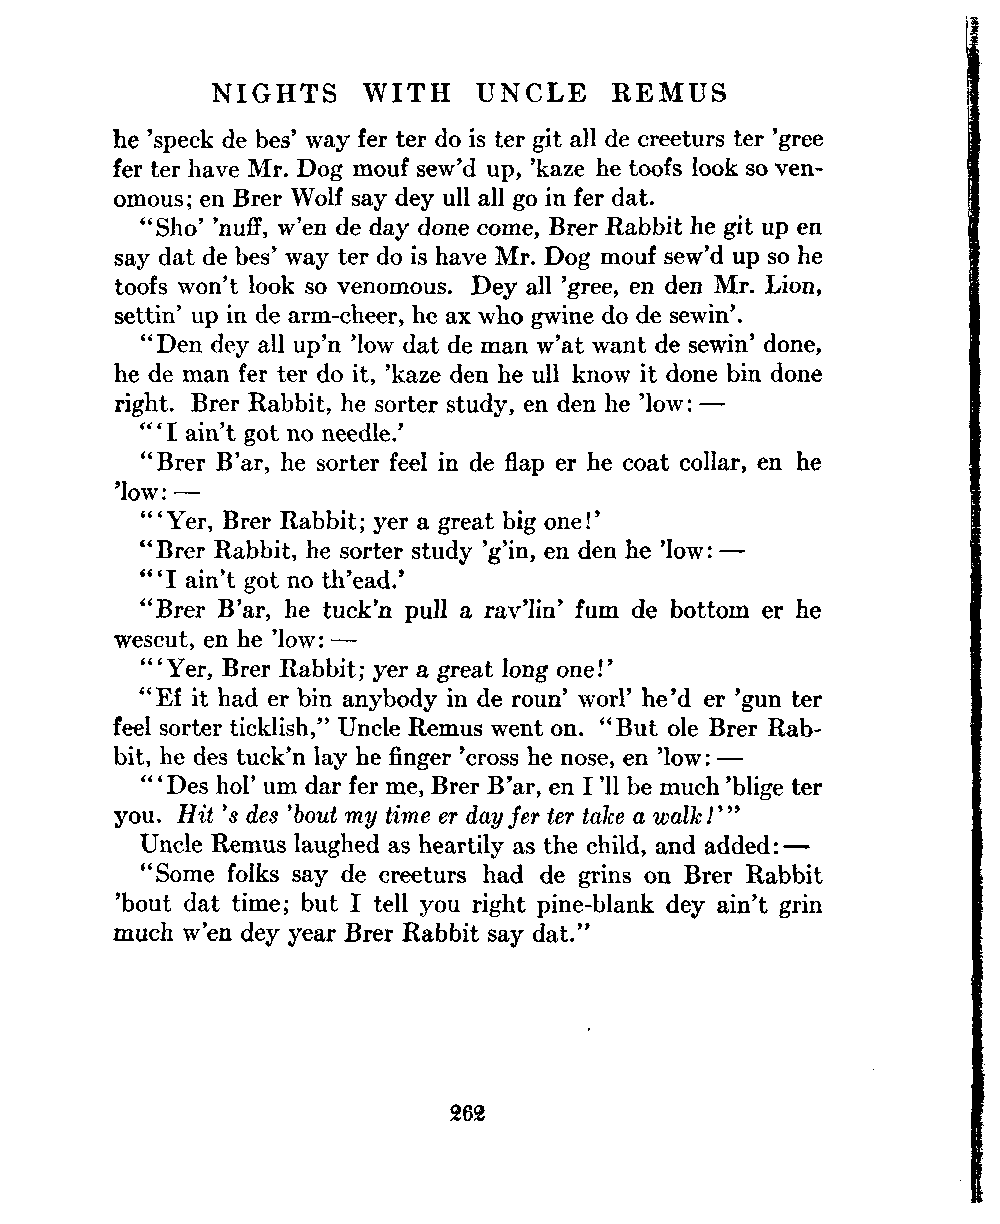 NIGHTS WITH UNCLE REMUS
he 'speck de bes' way fer ter do is ter git all de creeturs ter 'gree
fer ter have Mr. Dog mouf sew'd up, 'kaze he toofs look so ven-
omous; en Brer Wolf say dey ull all go in fer dat.
"Sho' 'nuff, w'en de day done come, Brer Rabbit he git up en
say dat de bes' way ter do is have Mr. Dog mouf sew'd up so he
toofs won't look so venomous. Dey all 'gree, en den Mr. Lion,
settin' up in de arm-cheer, he ax who gwine do de sewin'.
"Den dey all up'n 'low dat de man w'at want de sewin' done,
he de man fer ter do it, 'kaze den he ull know it done bin done
right. Brer Rabbit, he sorter study, en den he 'low: —
"'I ain't got no needle.'
"Brer B'ar, he sorter feel in de flap er he coat collar, en he
'low: —
"'Yer, Brer Rabbit; yer a great big one!'
"Brer Rabbit, he sorter study 'g'in, en den he 'low: —
"'I ain't got no th'ead.'
"Brer B'ar, he tuck'n pull a rav'lin' fum de bottom er he
wescut, en he 'low: —
"'Yer, Brer Rabbit; yer a great long one!'
"Ef it had er bin anybody in de roun' worl' he'd er 'gun ter
feel sorter ticklish," Uncle Remus went on. "But ole Brer Rab-
bit, he des tuck'n lay he finger 'cross he nose, en 'low: —
"'Des hol' um dar fer me, Brer B'ar, en I 'll be much 'blige ter
you. Hit 's des 'bout my time er day fer ter take a walk!'"
Uncle Remus laughed as heartily as the child, and added: —
"Some folks say de creeturs had de grins on Brer Rabbit
'bout dat time; but I tell you right pine-blank dey ain't grin
much w'en dey year Brer Rabbit say dat."
262